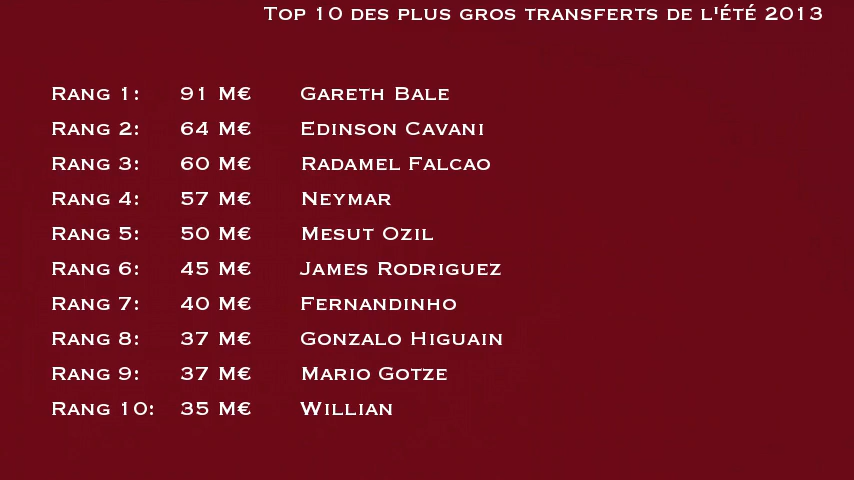 Top 10 des plus gros transferts de l'été 2013
Rang 1: 91 M€ Gareth Bale
Rang 2: 64 M€ Edinson Cavani
Rang 3: 60 M€ Radamel Falcao
Rang 4: 57 M€ Neymar
Rang 5: 50 M€ Mesut Ozil
Rang 6: 45 M€ James Rodriguez
Rang 7: 40 M€ Fernandinho
Rang 8: 37 M€ Gonzalo Higuain
Rang 9: 37 M€ Mario Gotze
Rang 10: 35 M€ Willian